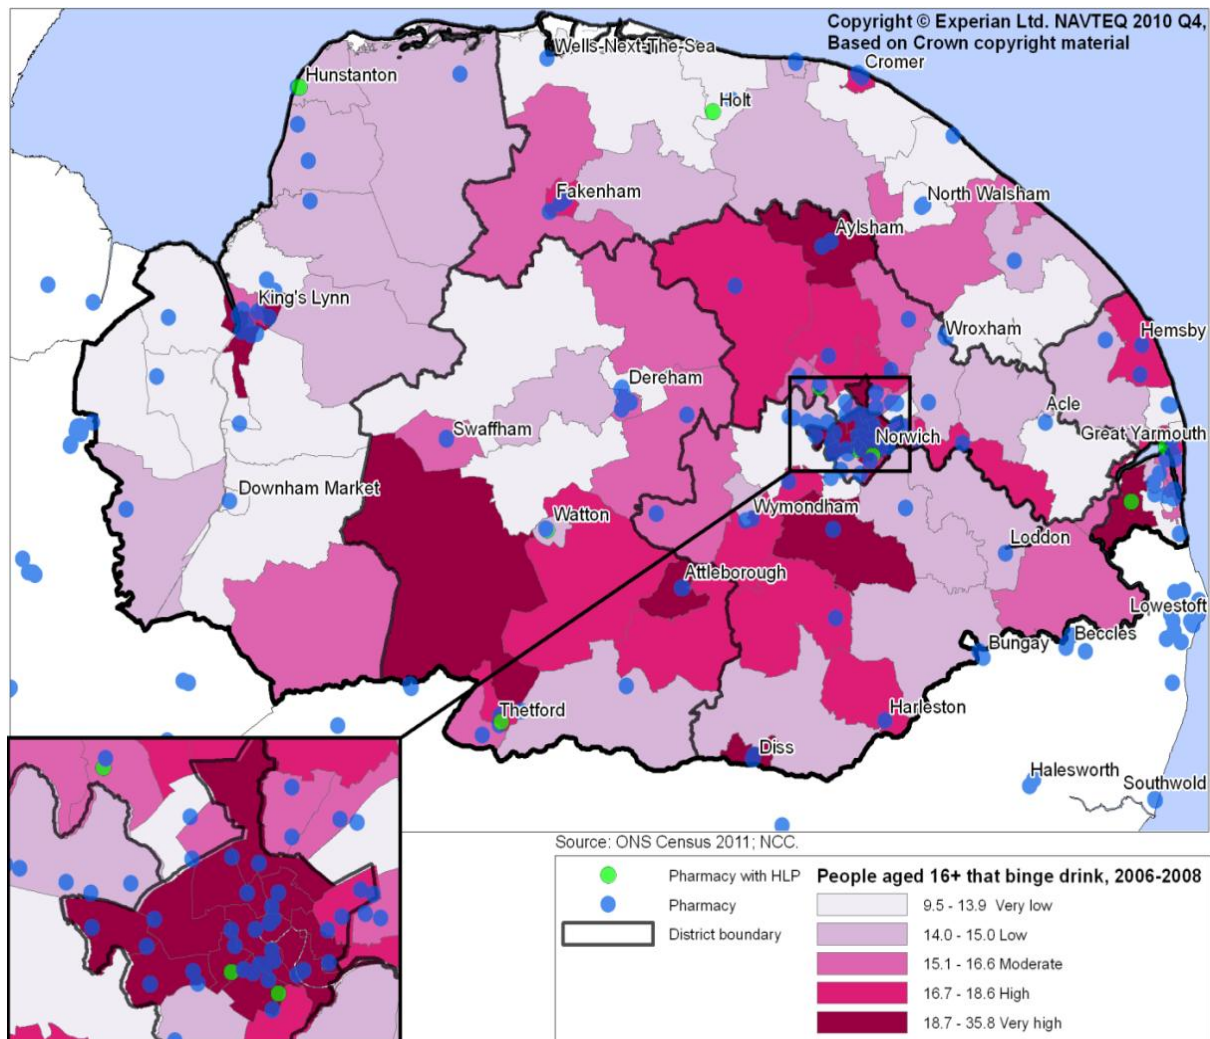 Copyright © Experian Ltd. NAVTEQ 2010 Q4,
Based on Crown copyright material
Wells-Next-The-Sea
Cromer
Hunstanton
Holt
Fakenham
North Walsham
Aylsham
King's Lynn
Wroxham
Hemsby
Dereham
Acle
Swaffham
Norwich
Great Yarmouth
Downham Market
Watton
Wymondham
Loddon
Attleborough
Lowestoft
Bungay
Beccles
Thetford
Harleston
Diss
Halesworth
Southwold
Source: ONS Census 2011; NCC.
Pharmacy with HLP
Pharmacy
District boundary
People aged 16+ that binge drink, 2006-2008
9.5 - 13.9 Very low
14.0 - 15.0 Low
15.1 - 16.6 Moderate
16.7 - 18.6 High
18.7 - 35.8 Very high